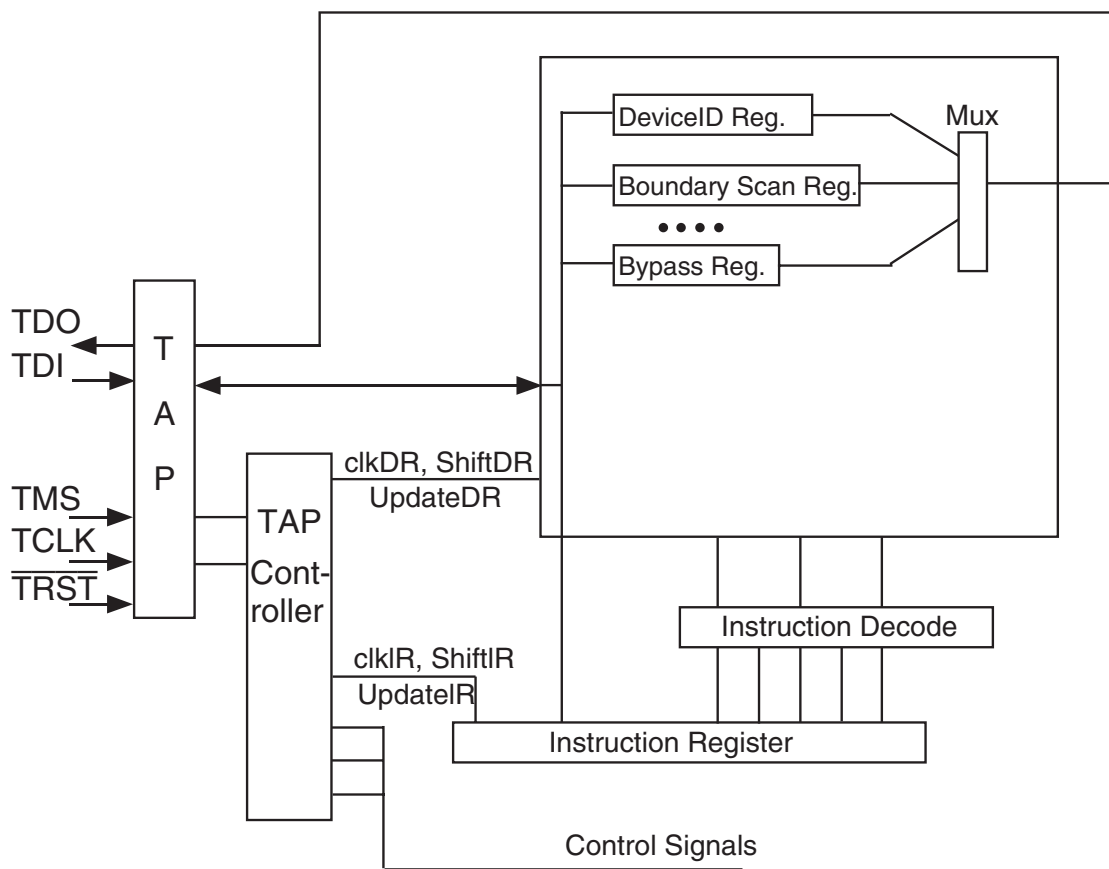 DeviceID Reg.
Mux
Boundary Scan Reg.
Bypass Reg.
TDO
TDI
T
A
P
TMS
TCLK
TRST
TAP
Cont-
roller
clkDR, ShiftDR
UpdateDR
Instruction Decode
clkIR, ShiftIR
UpdateIR
Instruction Register
Control Signals